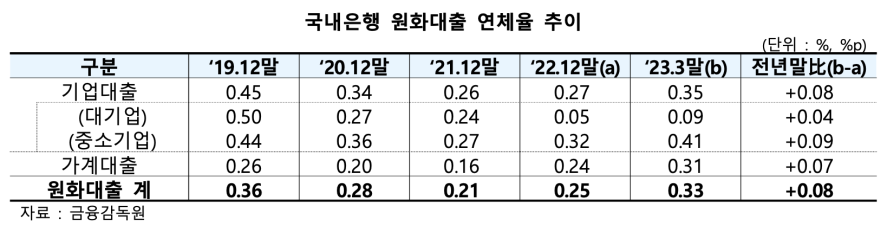 국내은행 원화대출 연체율 추이
(단위 : %, %p)
구분 ‘19.12말 ‘20.12말 ‘21.12말 ‘22.12말(a) ‘23.3말(b) 전년말比(b-a)
기업대출 0.45 0.34 0.26 0.27 0.35 +0.08
(대기업) 0.50 0.27 0.24 0.05 0.09 +0.04
(중소기업) 0.44 0.36 0.27 0.32 0.41 +0.09
가계대출 0.26 0.20 0.16 0.24 0.31 +0.07
원화대출 계 0.36 0.28 0.21 0.25 0.33 +0.08
자료 : 금융감독원